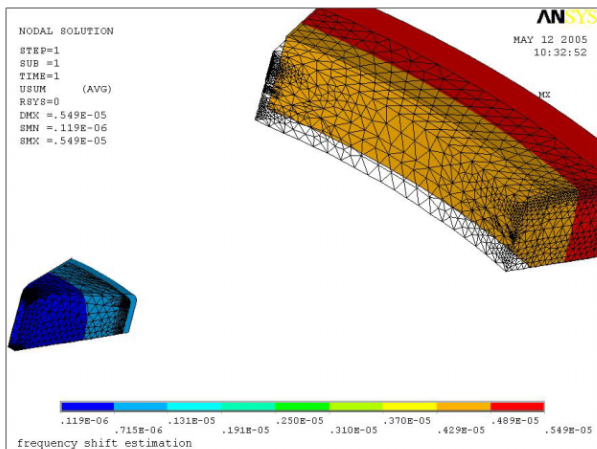 NODAL SOLUTION
STEP=1
SUB =1
TIME=1
USUM (AVG)
RSYS=0
DMX =.549E-05
SMN =.119E-06
SMX =.549E-05
ANSYS
MAY 12 2005
10:32:52
MX
.119E-06 .131E-05 .250E-05 .370E-05 .489E-05
.715E-06 .191E-05 .310E-05 .429E-05 .549E-05
frequency shift estimation